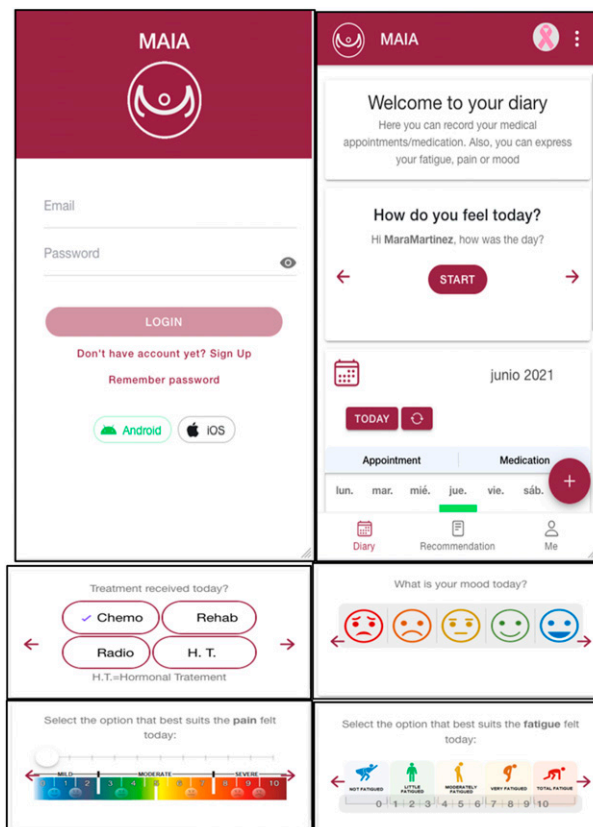 MAIA
Email
Password
LOGIN
Don't have account yet? Sign Up
Remember password
Android iOS
MAIA
Welcome to your diary
Here you can record your medical
appointments/medication. Also, you can express
your fatigue, pain or mood
How do you feel today?
Hi MaraMartinez, how was the day?
START
junio 2021
TODAY
Appointment Medication
lun. mar. mié. jue. vie. sáb.
+
Diary Recommendation Me
Treatment received today?
Chemo Rehab
Radio H. T.
H.T.=Hormonal Tratement
What is your mood today?
Select the option that best suits the pain felt
today:
MILD MODERATE SEVERE
0 1 2 3 4 5 6 7 8 9 10
Select the option that best suits the fatigue felt
today:
NOT FATIGUED LITTLE FATIGUED MODERATELY FATIGUED VERY FATIGUED TOTAL FATIGUE
0 1 2 3 4 5 6 7 8 9 10